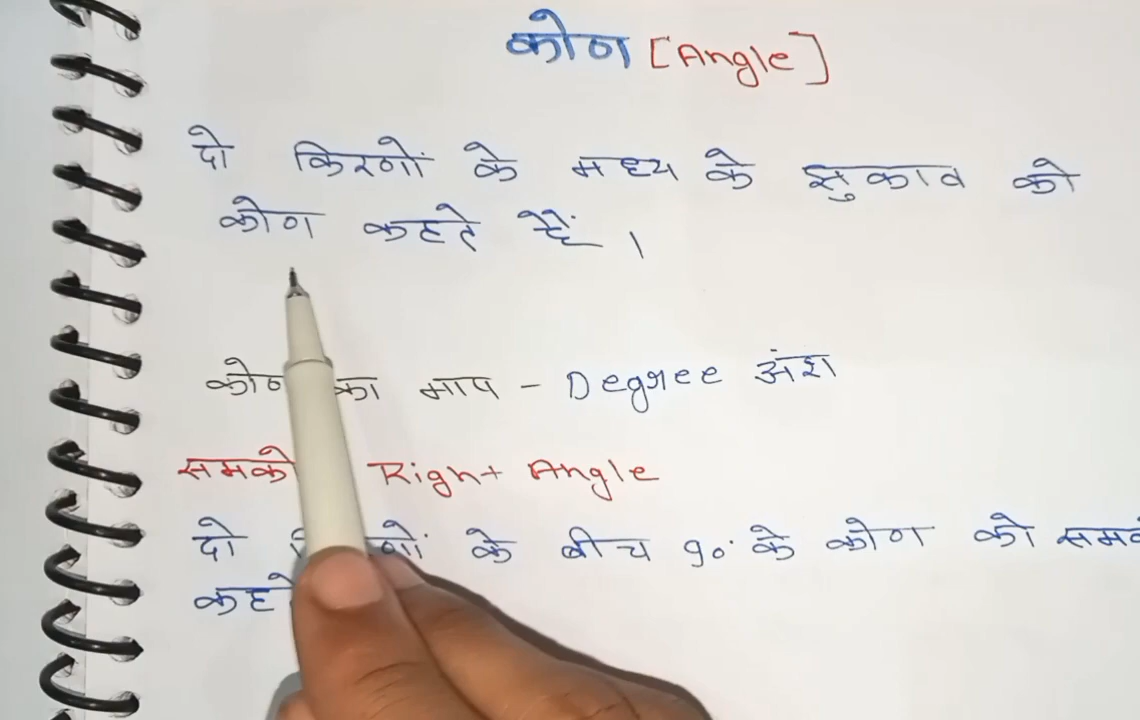 कोण [Angle]
दो किरणों के मध्य के झुकाव को
कोण कहते हैं ।
का माप - Degree अंश
Right Angle
दो के बीच 90° के कोण को